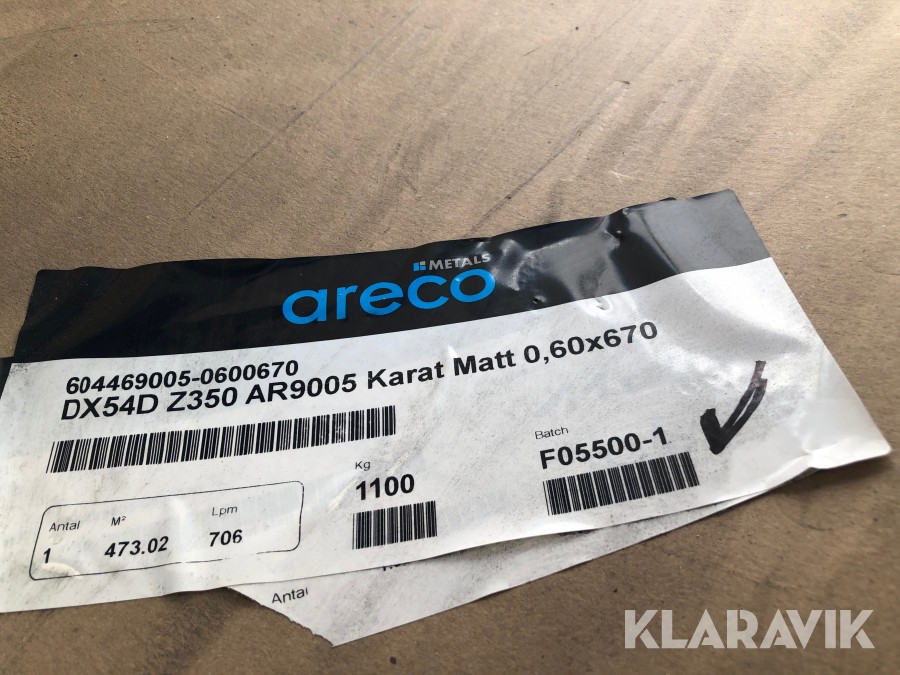 METALS
areco
604469005-0600670
DX54D Z350 AR9005 Karat Matt 0,60x670
Antal
M²
Lpm
1
473.02
706
Kg
1100
Batch
F05500-1
Antal
KLARAVIK